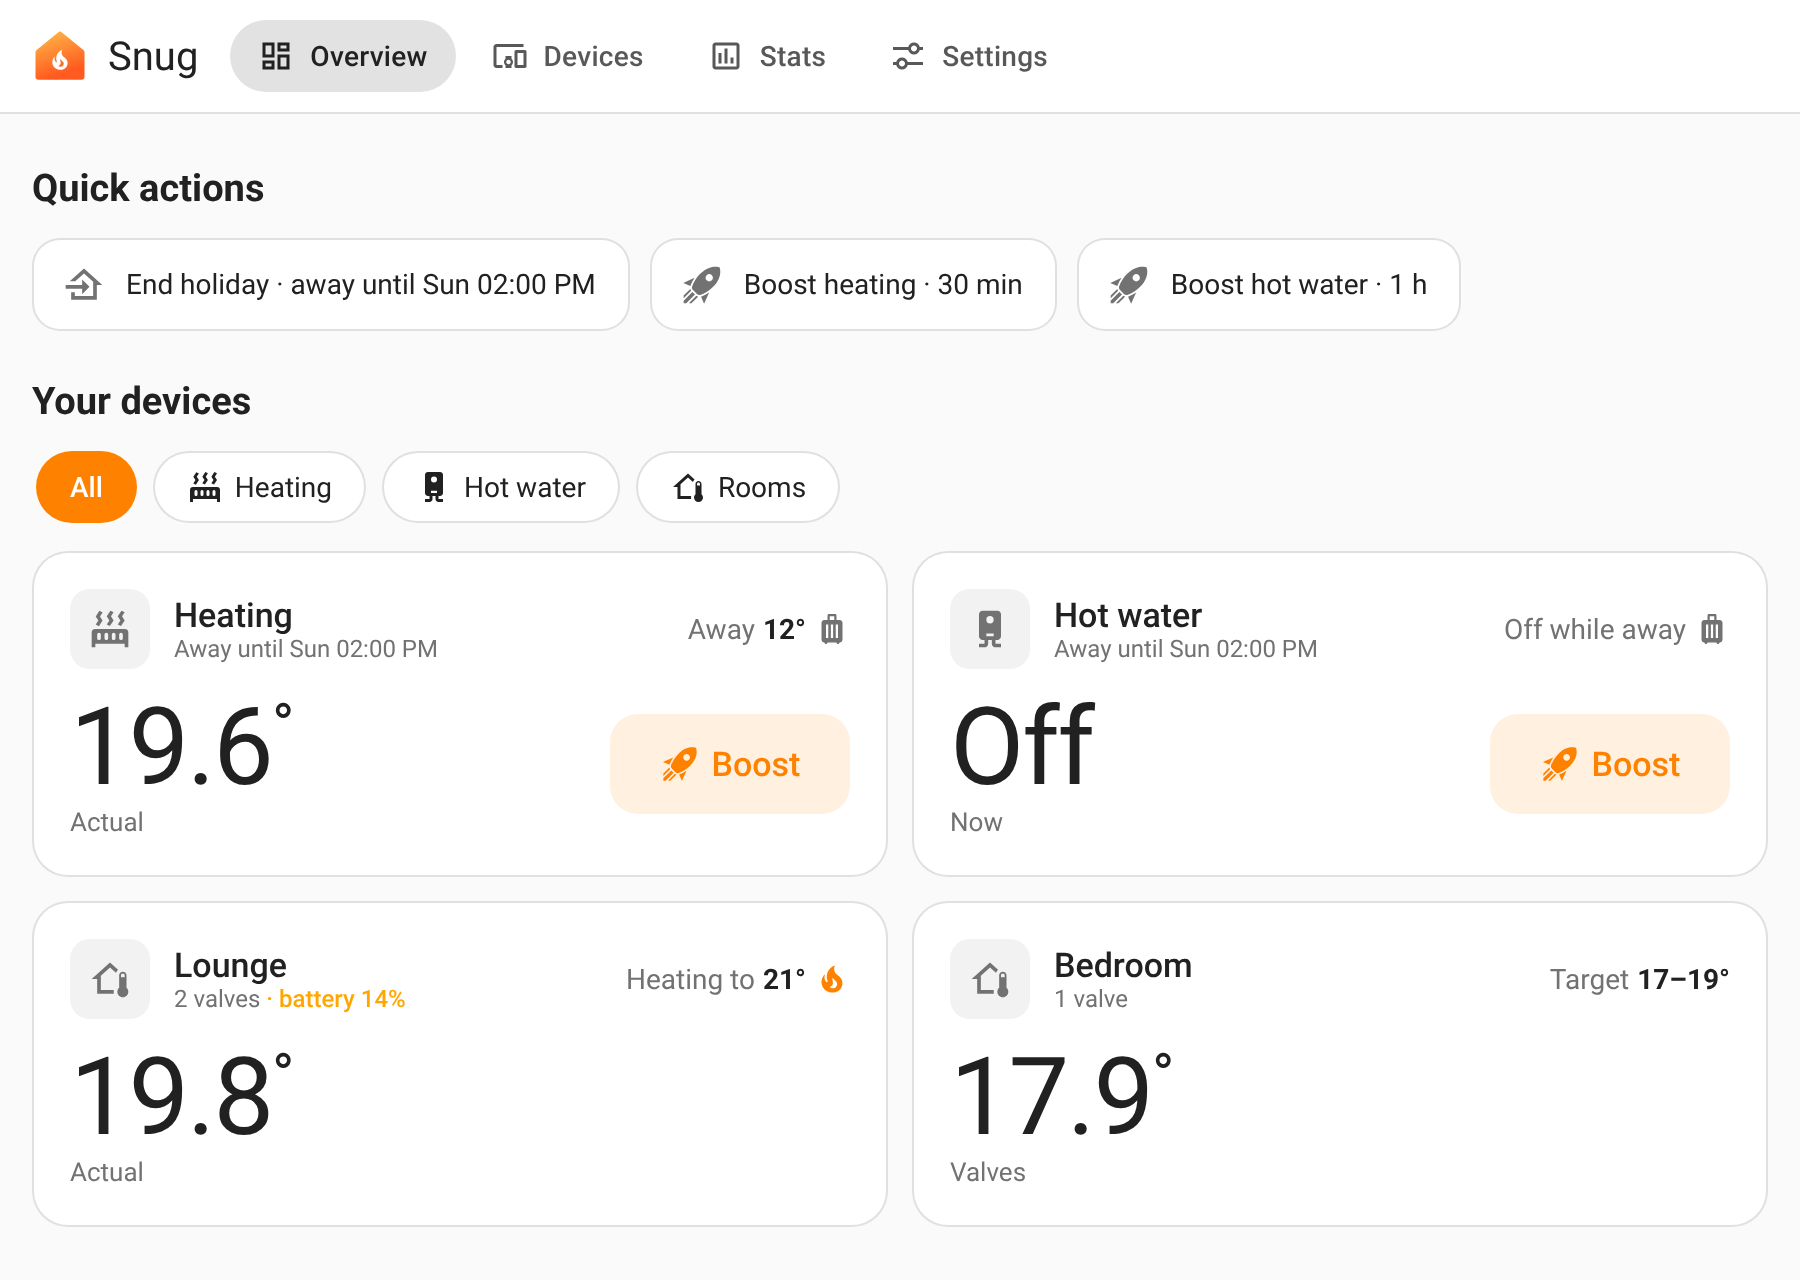 Snug
Overview
Devices
Stats
Settings
Quick actions
End holiday · away until Sun 02:00 PM
Boost heating · 30 min
Boost hot water · 1 h
Your devices
All
Heating
Hot water
Rooms
Heating
Away until Sun 02:00 PM
Away 12°
19.6°
Actual
Boost
Hot water
Away until Sun 02:00 PM
Off while away
Off
Now
Boost
Lounge
2 valves · battery 14%
Heating to 21°
19.8°
Actual
Bedroom
1 valve
Target 17–19°
17.9°
Valves